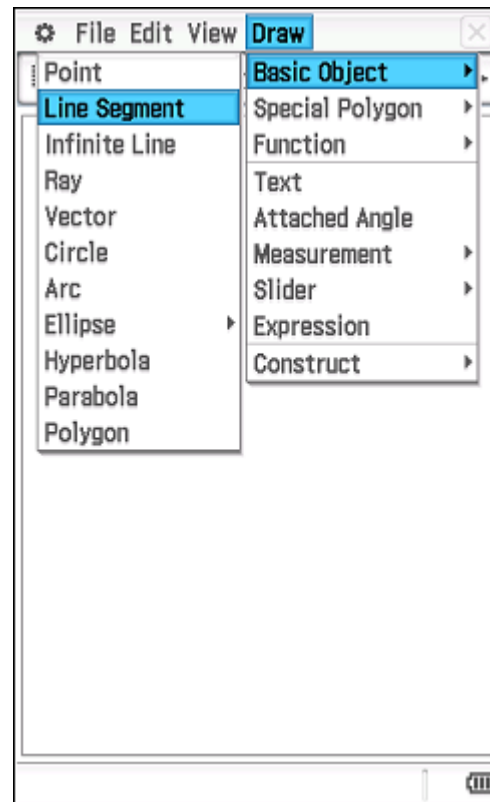 File Edit View Draw
Point
Line Segment
Infinite Line
Ray
Vector
Circle
Arc
Ellipse
Hyperbola
Parabola
Polygon
Basic Object
Special Polygon
Function
Text
Attached Angle
Measurement
Slider
Expression
Construct